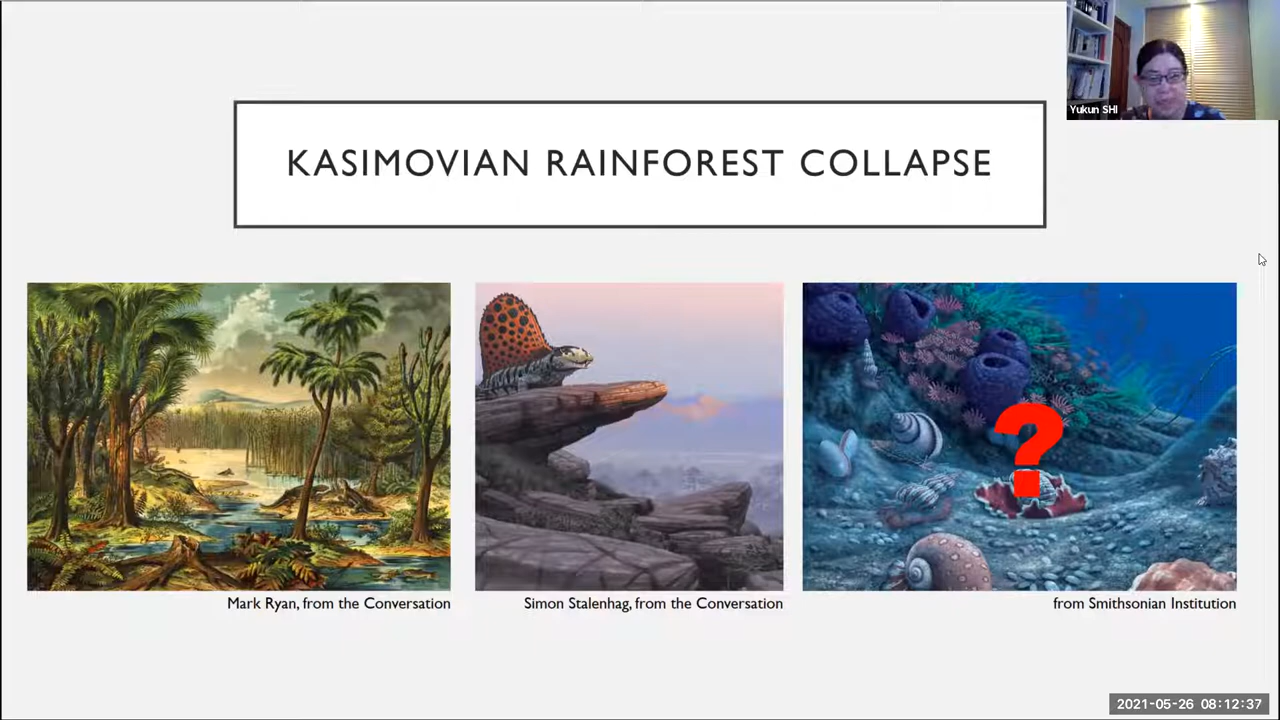 Yukun SHI
KASIMOVIAN RAINFOREST COLLAPSE
?
Mark Ryan, from the Conversation
Simon Stalenhag, from the Conversation
from Smithsonian Institution
2021-05-26 08:12:37